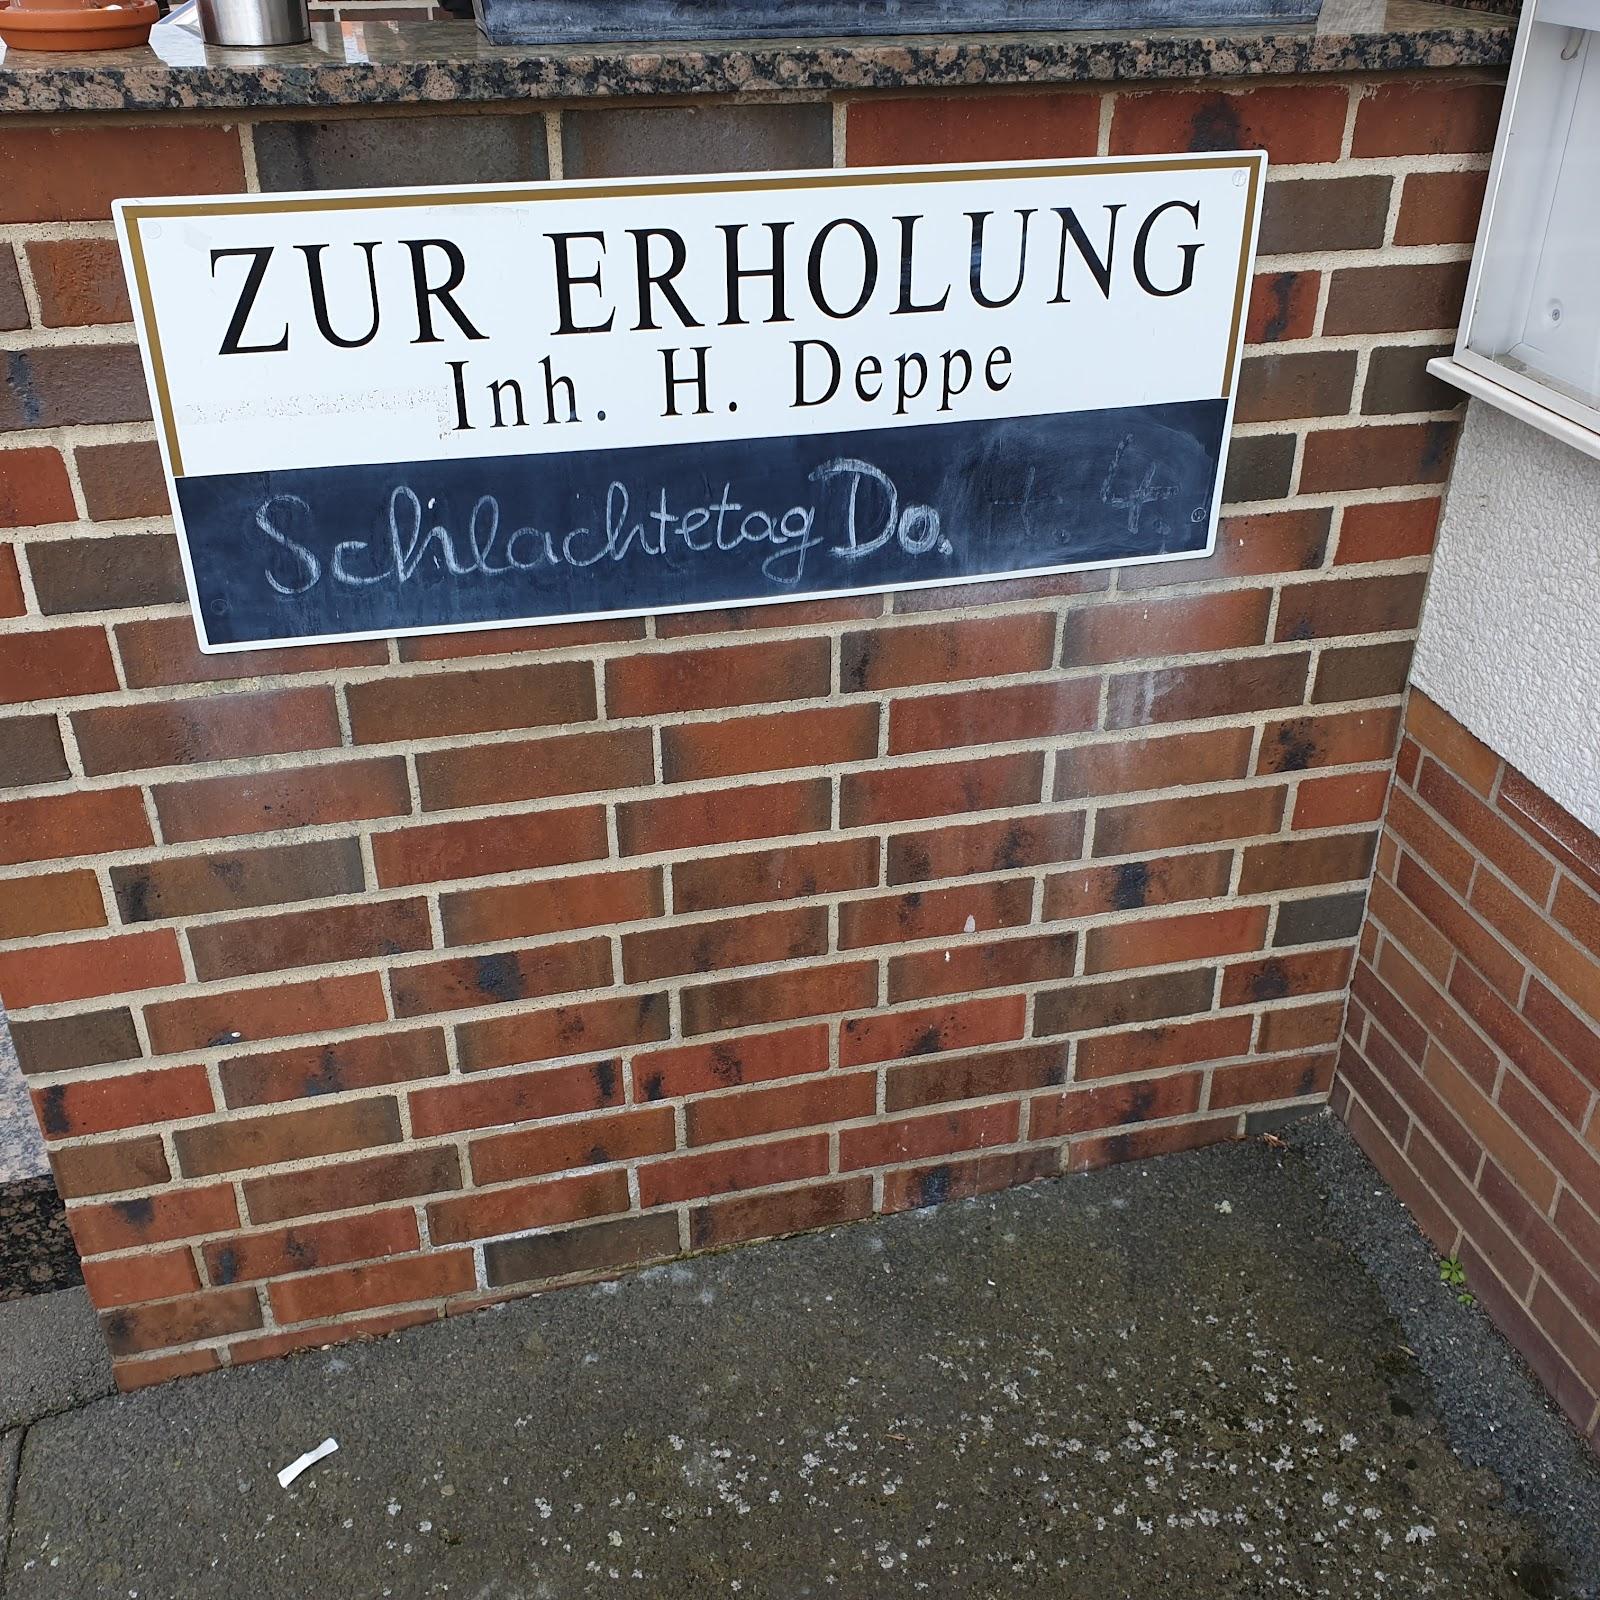 ZUR ERHOLUNG
Inh. H. Deppe
Schlachtetag Do.